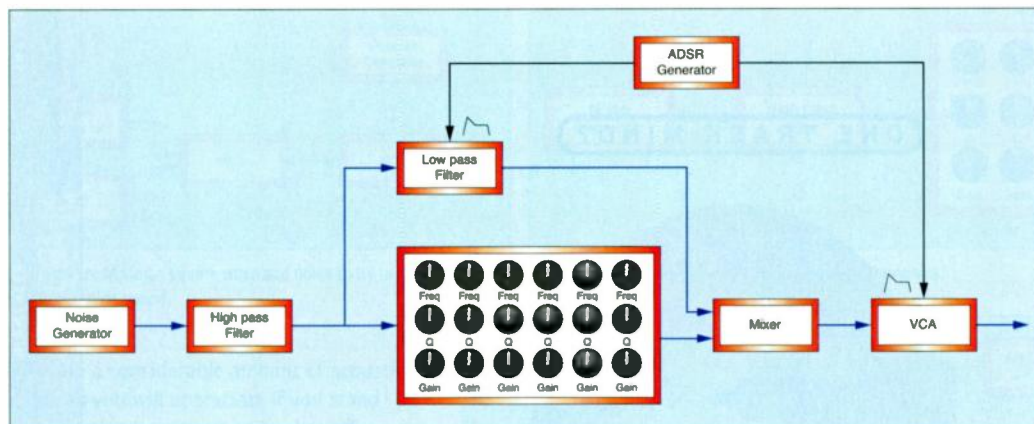 ADSR
Generator
Low pass
Filter
Freq Freq Freq Freq Freq Freq
Q Q Q Q Q Q
Gain Gain Gain Gain Gain Gain
Noise
Generator
High pass
Filter
Mixer
VCA